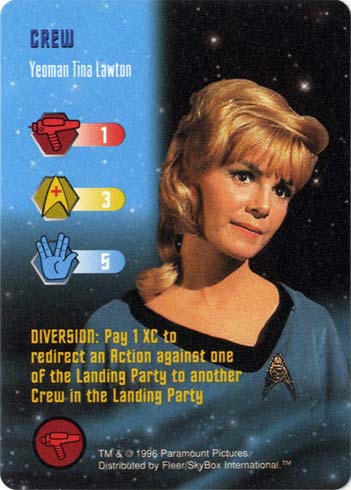 CREW
Yeoman Tina Lawton
1
3
5
DIVERSION: Pay 1 XC to
redirect an Action against one
of the Landing Party to another
Crew in the Landing Party
TM & © 1996 Paramount Pictures.
Distributed by Fleer/SkyBox International.™